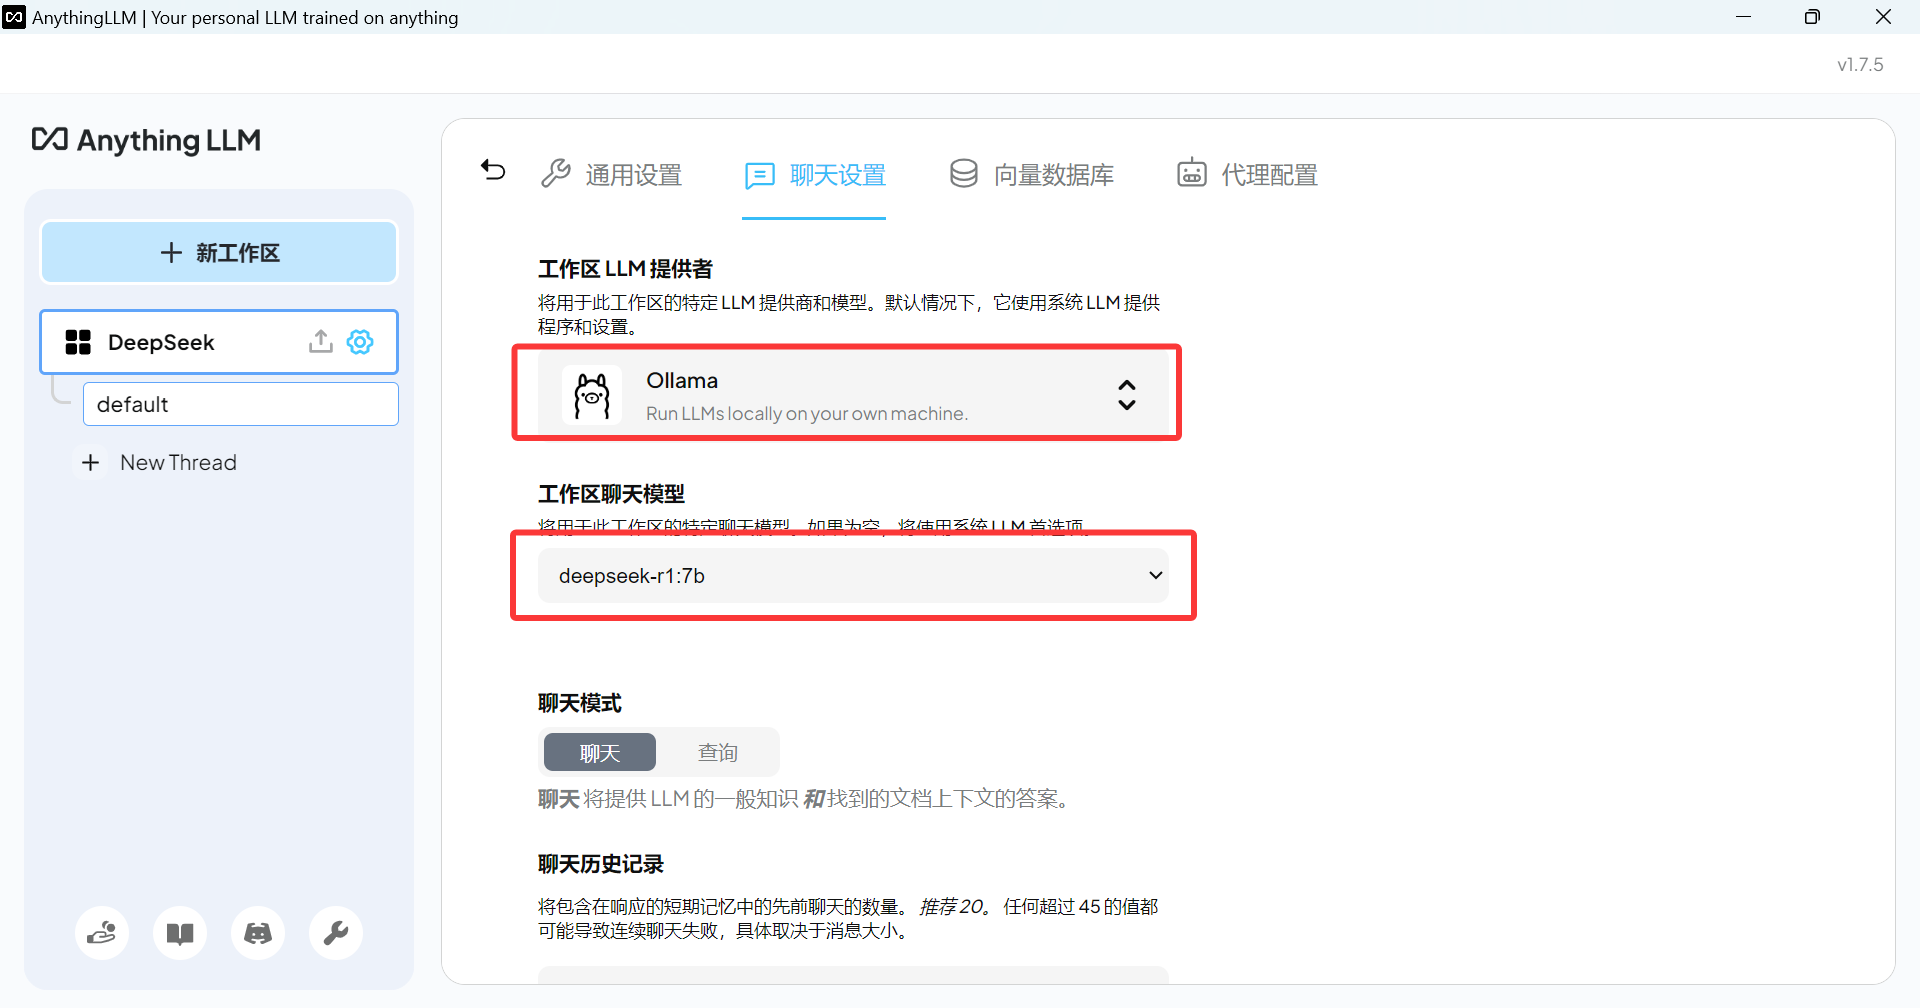 AnythingLLM | Your personal LLM trained on anything
v1.7.5
Anything LLM
新工作区
DeepSeek
default
New Thread
通用设置
聊天设置
向量数据库
代理配置
工作区 LLM 提供者
将用于此工作区的特定 LLM 提供商和模型。默认情况下，它使用系统 LLM 提供
程序和设置。
Ollama
Run LLMs locally on your own machine.
工作区聊天模型
将用于此工作区的特定聊天模型。如果为空，将使用系统 LLM 首选项。
deepseek-r1:7b
聊天模式
聊天
查询
聊天 将提供 LLM 的一般知识 和 找到的文档上下文的答案。
聊天历史记录
将包含在响应的短期记忆中的先前聊天的数量。 推荐 20。 任何超过 45 的值都
可能导致连续聊天失败，具体取决于消息大小。